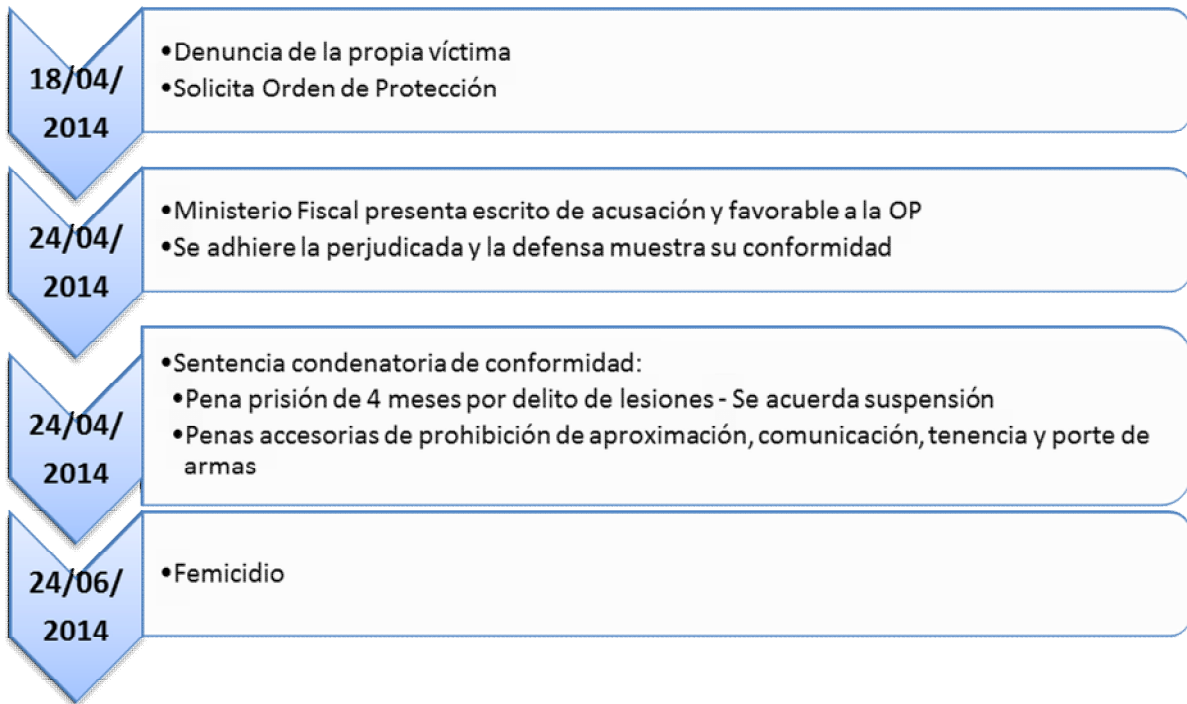 18/04/
2014
•Denuncia de la propia víctima
•Solicita Orden de Protección
24/04/
2014
•Ministerio Fiscal presenta escrito de acusación y favorable a la OP
•Se adhiere la perjudicada y la defensa muestra su conformidad
24/04/
2014
•Sentencia condenatoria de conformidad:
•Pena prisión de 4 meses por delito de lesiones - Se acuerda suspensión
•Penas accesorias de prohibición de aproximación, comunicación, tenencia y porte de
armas
24/06/
2014
•Femicidio